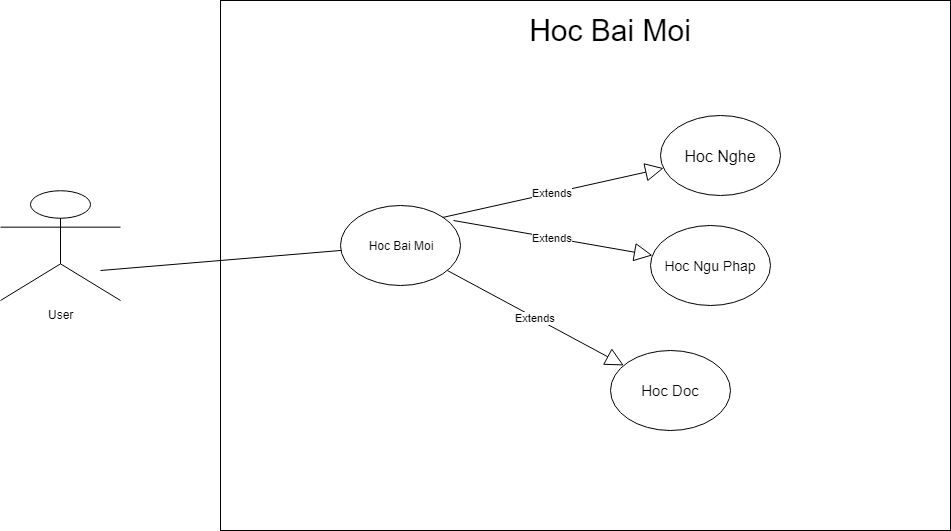 Hoc Bai Moi
Hoc Nghe
Extends
Extends
Hoc Bai Moi
Hoc Ngu Phap
User
Extends
Hoc Doc